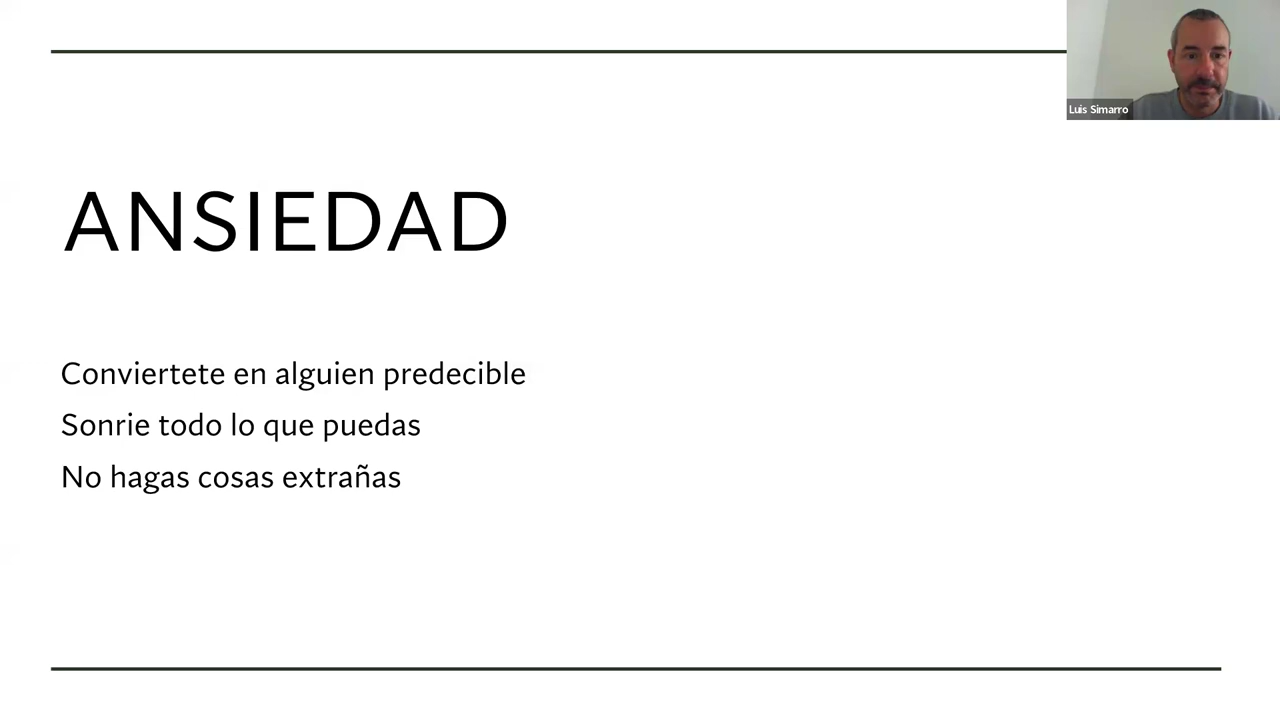 Luis Simarro
ANSIEDAD
Conviertete en alguien predecible
Sonrie todo lo que puedas
No hagas cosas extrañas